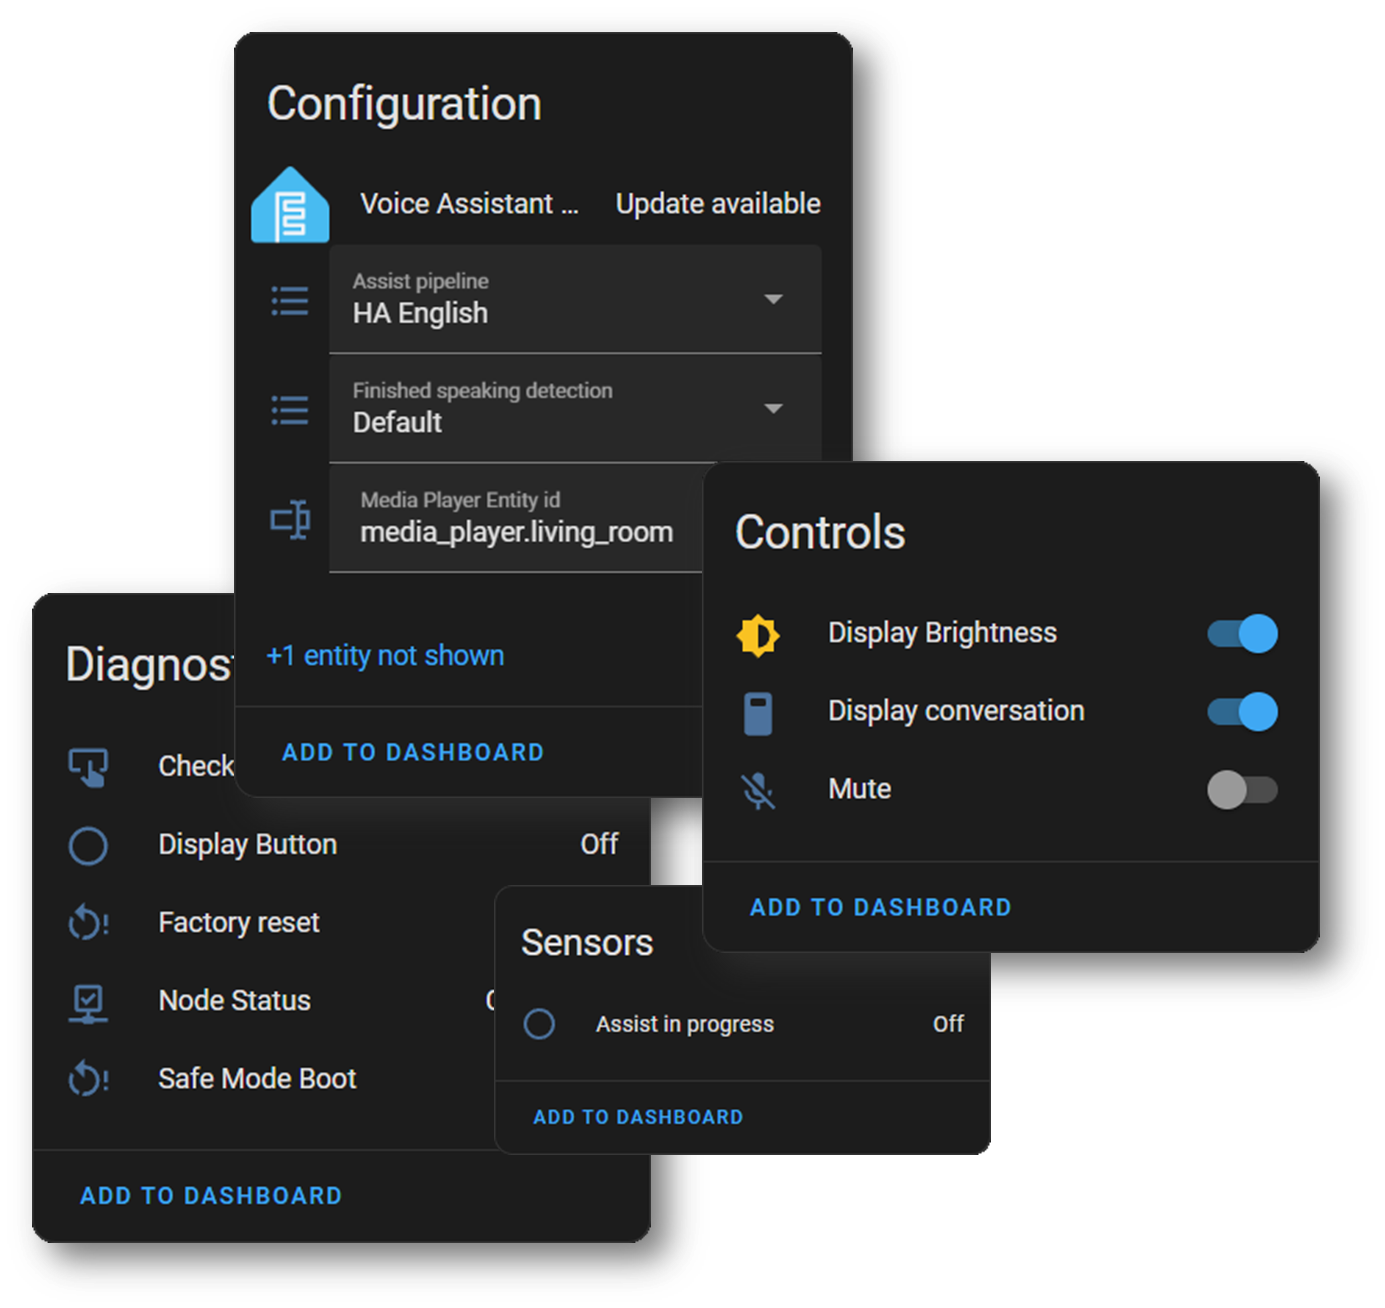 Configuration
Voice Assistant ... Update available
Assist pipeline
HA English
Finished speaking detection
Default
Media Player Entity id
media_player.living_room
+1 entity not shown
ADD TO DASHBOARD
Controls
Display Brightness
Display conversation
Mute
ADD TO DASHBOARD
Diagnos
Check
Display Button Off
Factory reset
Node Status
Safe Mode Boot
ADD TO DASHBOARD
Sensors
Assist in progress Off
ADD TO DASHBOARD